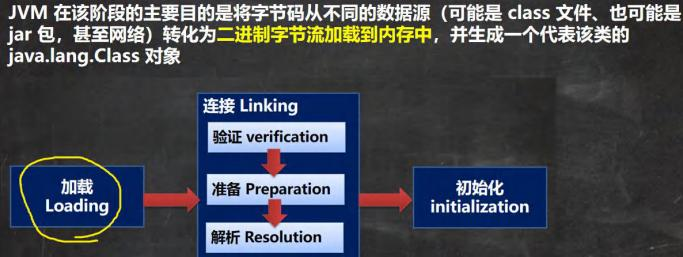 JVM 在该阶段的主要目的是将字节码从不同的数据源（可能是 class 文件、也可能是
jar 包，甚至网络）转化为二进制字节流加载到内存中，并生成一个代表该类的
java.lang.Class 对象
连接 Linking
验证 verification
加载
Loading
准备 Preparation
初始化
initialization
解析 Resolution